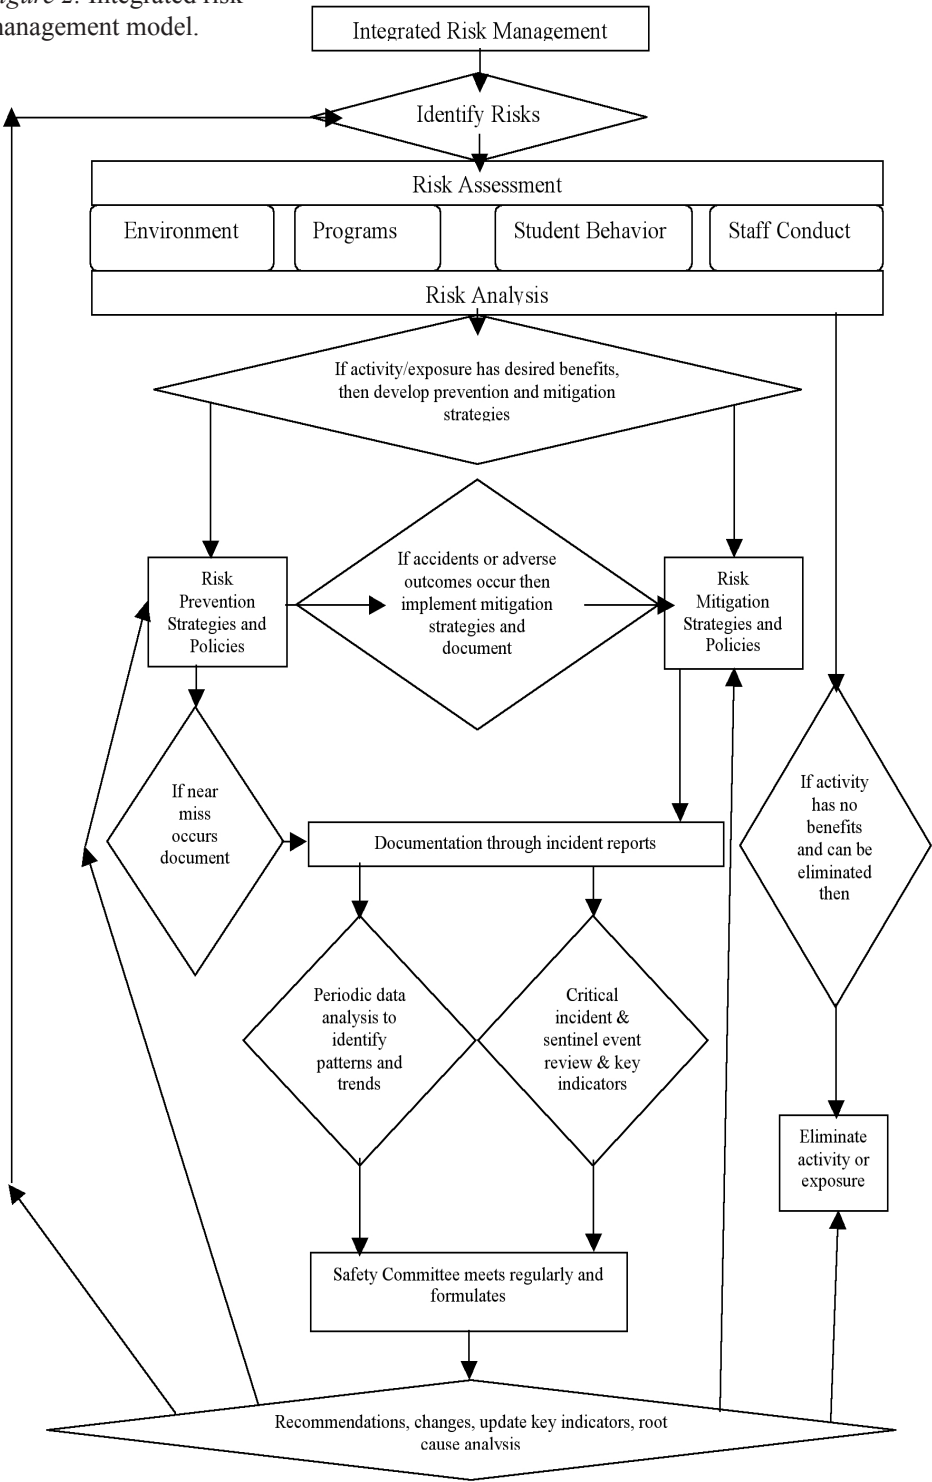 Figure 2. Integrated risk
management model.
Integrated Risk Management
Identify Risks
Risk Assessment
Environment
Programs
Student Behavior
Staff Conduct
Risk Analysis
If activity/exposure has desired benefits,
then develop prevention and mitigation
strategies
Risk
Prevention
Strategies and
Policies
If accidents or adverse
outcomes occur then
implement mitigation
strategies and
document
Risk
Mitigation
Strategies and
Policies
If near
miss
occurs
document
If activity
has no
benefits
and can be
eliminated
then
Documentation through incident reports
Periodic data
analysis to
identify
patterns and
trends
Critical
incident &
sentinel event
review & key
indicators
Eliminate
activity or
exposure
Safety Committee meets regularly and
formulates
Recommendations, changes, update key indicators, root
cause analysis